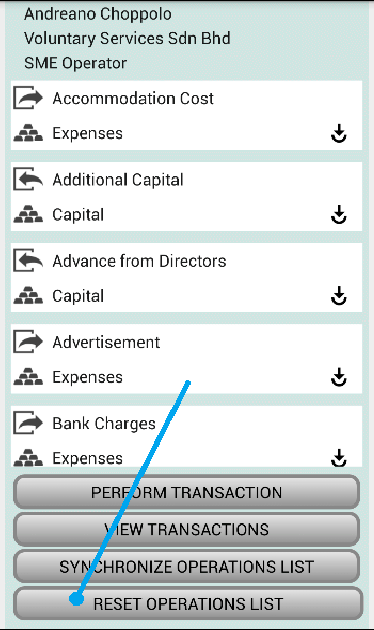 Andreano Choppolo
Voluntary Services Sdn Bhd
SME Operator
Accommodation Cost
Expenses
Additional Capital
Capital
Advance from Directors
Capital
Advertisement
Expenses
Bank Charges
Expenses
PERFORM TRANSACTION
VIEW TRANSACTIONS
SYNCHRONIZE OPERATIONS LIST
RESET OPERATIONS LIST